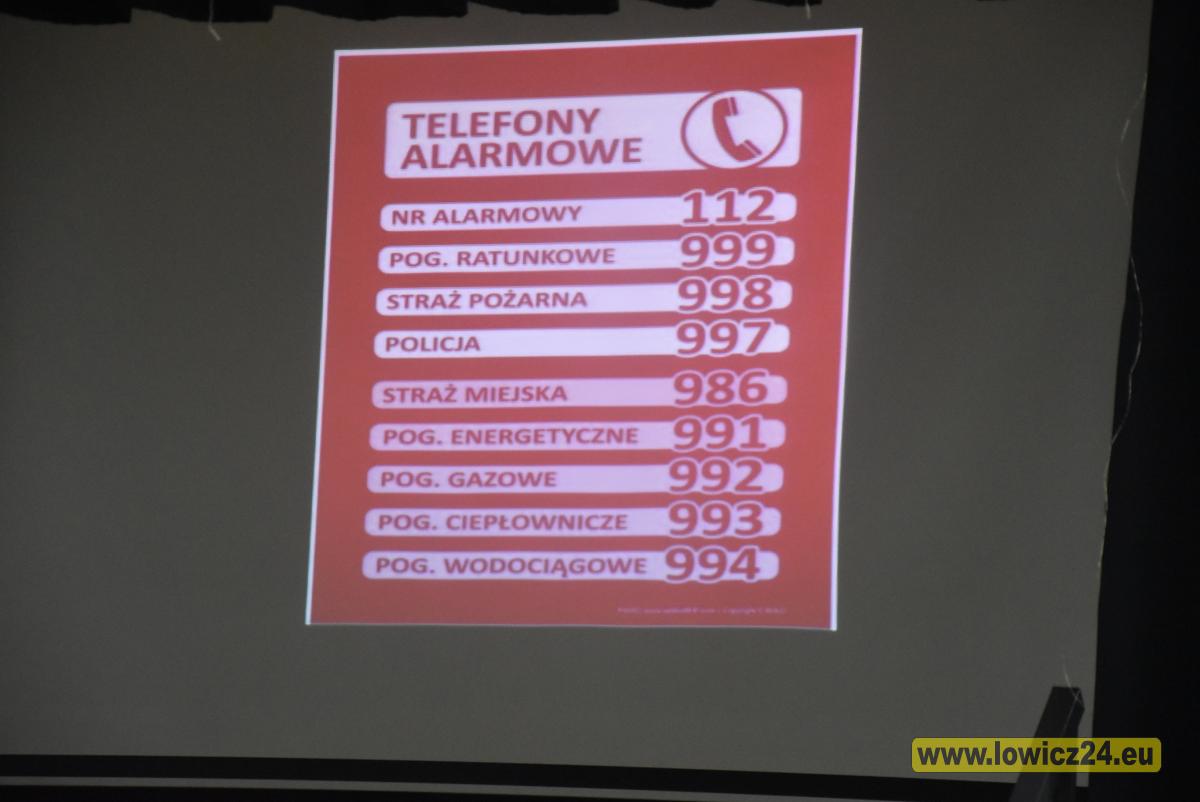 TELEFONY
ALARMOWE
NR ALARMOWY 112
POG. RATUNKOWE 999
STRAŻ POŻARNA 998
POLICJA 997
STRAŻ MIEJSKA 986
POG. ENERGETYCZNE 991
POG. GAZOWE 992
POG. CIEPŁOWNICZE 993
POG. WODOCIĄGOWE 994
www.lowicz24.eu